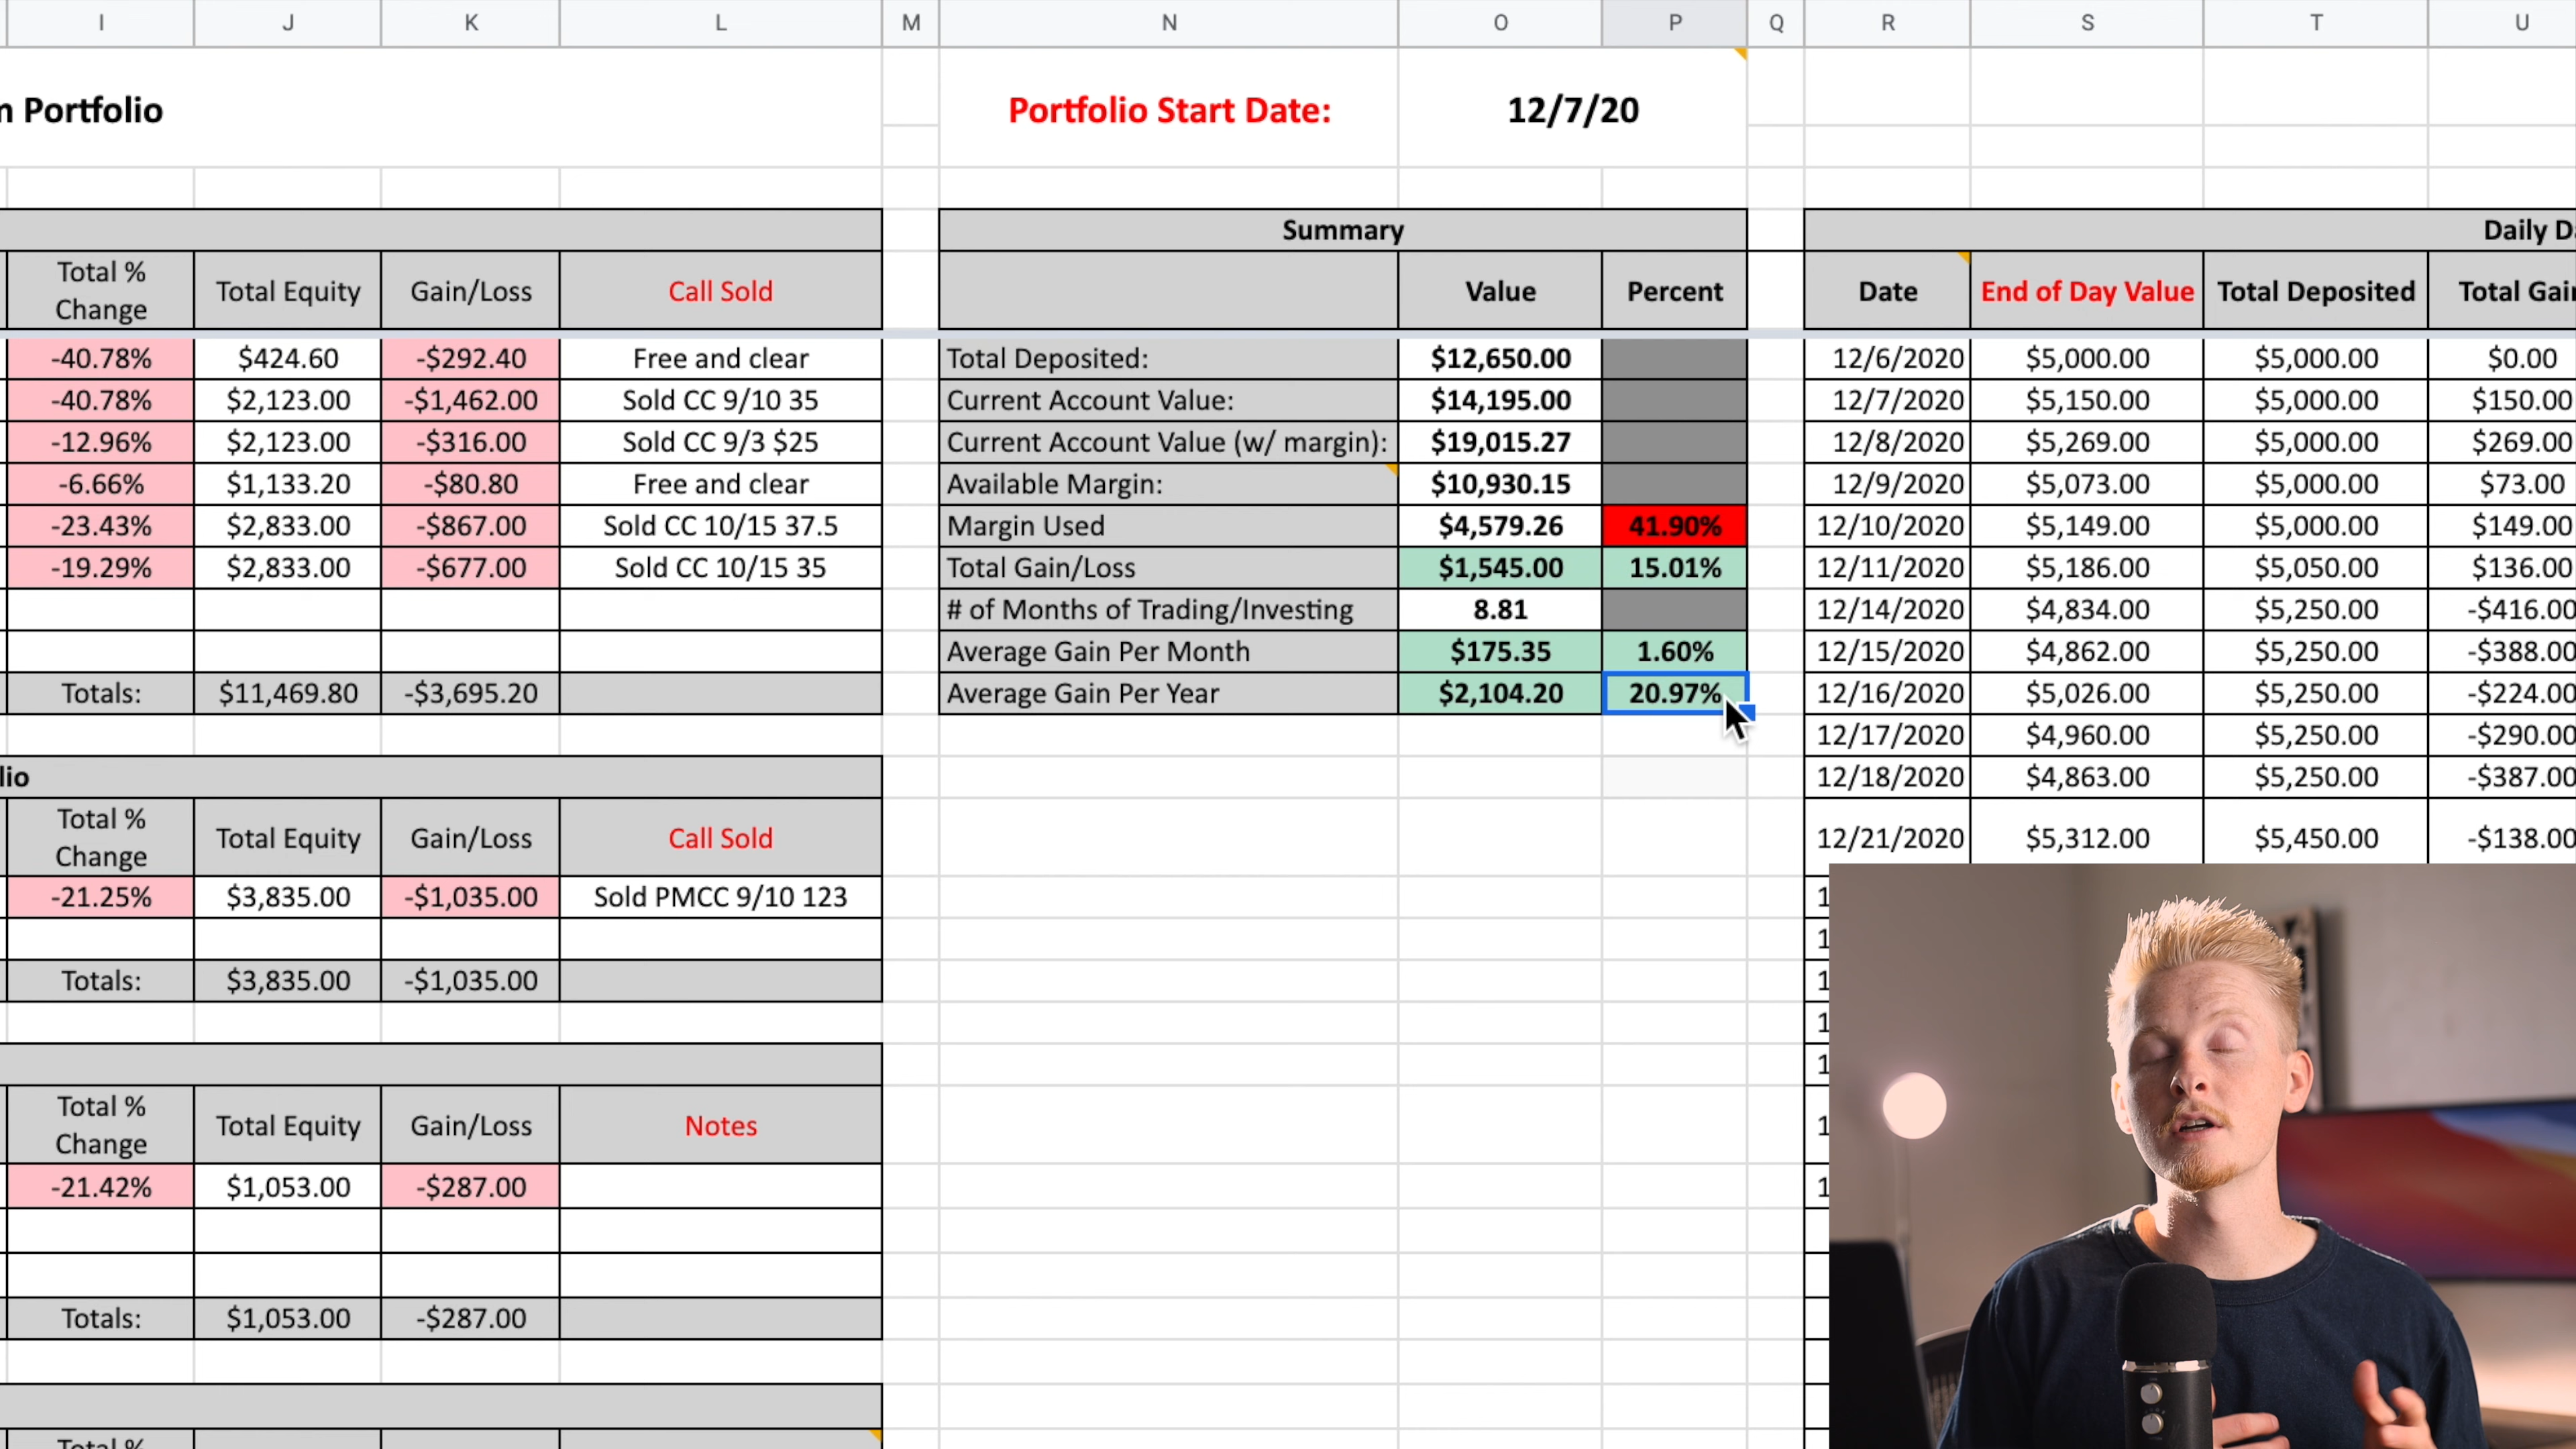 I J K L M N O P Q R S T U
n Portfolio
Portfolio Start Date: 12/7/20
Summary
Daily D
Total % Change Total Equity Gain/Loss Call Sold
Value Percent
Date End of Day Value Total Deposited Total Gain
-40.78% $424.60 -$292.40 Free and clear Total Deposited: $12,650.00 12/6/2020 $5,000.00 $5,000.00 $0.00
-40.78% $2,123.00 -$1,462.00 Sold CC 9/10 35 Current Account Value: $14,195.00 12/7/2020 $5,150.00 $5,000.00 $150.00
-12.96% $2,123.00 -$316.00 Sold CC 9/3 $25 Current Account Value (w/ margin): $19,015.27 12/8/2020 $5,269.00 $5,000.00 $269.00
-6.66% $1,133.20 -$80.80 Free and clear Available Margin: $10,930.15 12/9/2020 $5,073.00 $5,000.00 $73.00
-23.43% $2,833.00 -$867.00 Sold CC 10/15 37.5 Margin Used $4,579.26 41.90% 12/10/2020 $5,149.00 $5,000.00 $149.00
-19.29% $2,833.00 -$677.00 Sold CC 10/15 35 Total Gain/Loss $1,545.00 15.01% 12/11/2020 $5,186.00 $5,050.00 $136.00
# of Months of Trading/Investing 8.81 12/14/2020 $4,834.00 $5,250.00 -$416.00
Average Gain Per Month $175.35 1.60% 12/15/2020 $4,862.00 $5,250.00 -$388.00
Totals: $11,469.80 -$3,695.20 Average Gain Per Year $2,104.20 20.97% 12/16/2020 $5,026.00 $5,250.00 -$224.00
12/17/2020 $4,960.00 $5,250.00 -$290.00
lio 12/18/2020 $4,863.00 $5,250.00 -$387.00
Total % Change Total Equity Gain/Loss Call Sold 12/21/2020 $5,312.00 $5,450.00 -$138.00
-21.25% $3,835.00 -$1,035.00 Sold PMCC 9/10 123 1
1
Totals: $3,835.00 -$1,035.00 1
1
1
Total % Change Total Equity Gain/Loss Notes 1
-21.42% $1,053.00 -$287.00 1
Totals: $1,053.00 -$287.00
Total %